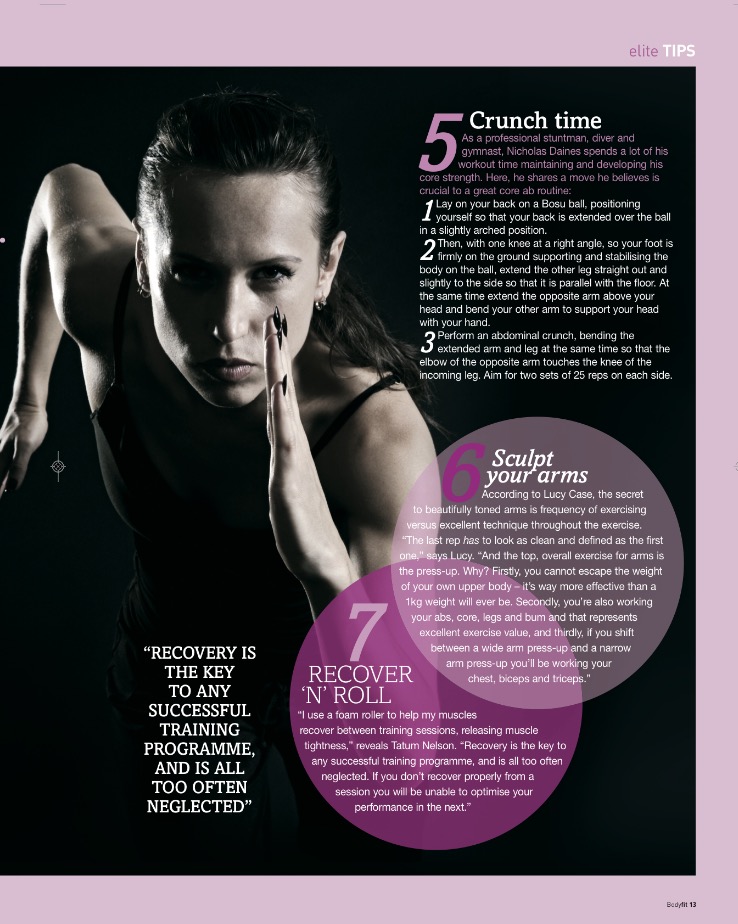 elite TIPS
5 Crunch time
As a professional stuntman, diver and
gymnast, Nicholas Daines spends a lot of his
workout time maintaining and developing his
core strength. Here, he shares a move he believes is
crucial to a great core ab routine:
1 Lay on your back on a Bosu ball, positioning
yourself so that your back is extended over the ball
in a slightly arched position.
2 Then, with one knee at a right angle, so your foot is
firmly on the ground supporting and stabilising the
body on the ball, extend the other leg straight out and
slightly to the side so that it is parallel with the floor. At
the same time extend the opposite arm above your
head and bend your other arm to support your head
with your hand.
3 Perform an abdominal crunch, bending the
extended arm and leg at the same time so that the
elbow of the opposite arm touches the knee of the
incoming leg. Aim for two sets of 25 reps on each side.
6 Sculpt
your arms
According to Lucy Case, the secret
to beautifully toned arms is frequency of exercising
versus excellent technique throughout the exercise.
“The last rep has to look as clean and defined as the first
one,” says Lucy. “And the top, overall exercise for arms is
the press-up. Why? Firstly, you cannot escape the weight
of your own upper body – it’s way more effective than a
1kg weight will ever be. Secondly, you’re also working
your abs, core, legs and bum and that represents
excellent exercise value, and thirdly, if you shift
between a wide arm press-up and a narrow
arm press-up you’ll be working your
chest, biceps and triceps.”
7
RECOVER
‘N’ ROLL
“I use a foam roller to help my muscles
recover between training sessions, releasing muscle
tightness,” reveals Tatum Nelson. “Recovery is the key to
any successful training programme, and is all too often
neglected. If you don’t recover properly from a
session you will be unable to optimise your
performance in the next.”
“RECOVERY IS
THE KEY
TO ANY
SUCCESSFUL
TRAINING
PROGRAMME,
AND IS ALL
TOO OFTEN
NEGLECTED”
Bodyfit 13